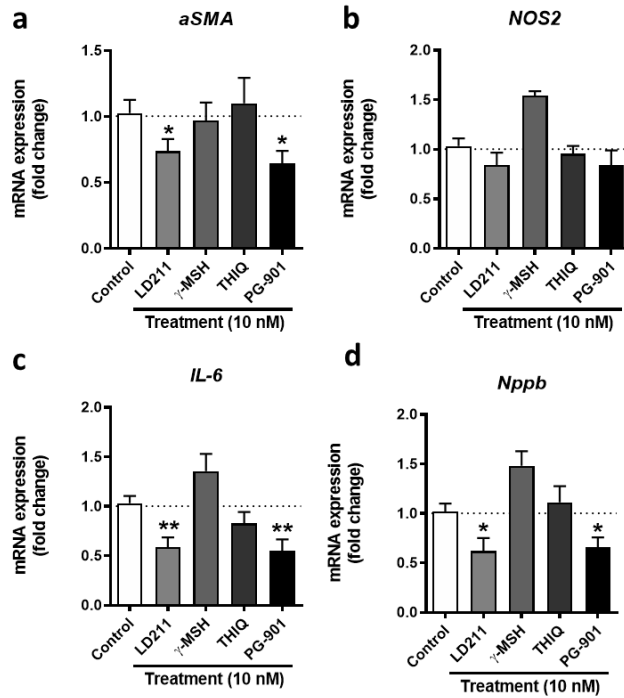 a
aSMA
mRNA expression
(fold change)
1.5
1.0
0.5
0.0
*
*
Control
LD211
γ-MSH
THIQ
PG-901
Treatment (10 nM)
b
NOS2
mRNA expression
(fold change)
2.0
1.5
1.0
0.5
0.0
Control
LD211
γ-MSH
THIQ
PG-901
Treatment (10 nM)
c
IL-6
mRNA expression
(fold change)
2.0
1.5
1.0
0.5
0.0
**
**
Control
LD211
γ-MSH
THIQ
PG-901
Treatment (10 nM)
d
Nppb
mRNA expression
(fold change)
2.0
1.5
1.0
0.5
0.0
*
*
Control
LD211
γ-MSH
THIQ
PG-901
Treatment (10 nM)